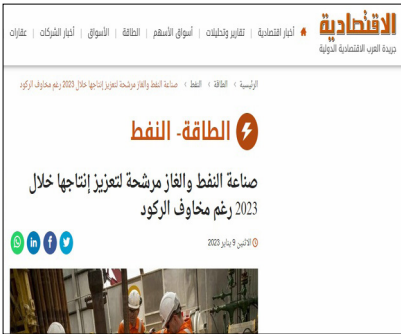 الاقتصادية
جريدة العرب الاقتصادية الدولية
أخبار اقتصادية | تقارير وتحليلات | أسواق الأسهم | الطاقة | الأسواق | أخبار الشركات | عقارات
الرئيسية > الطاقة > النفط > صناعة النفط والغاز مرشحة لتعزيز إنتاجها خلال 2023 رغم مخاوف الركود
الطاقة- النفط
صناعة النفط والغاز مرشحة لتعزيز إنتاجها خلال
2023 رغم مخاوف الركود
الاثنين 9 يناير 2023